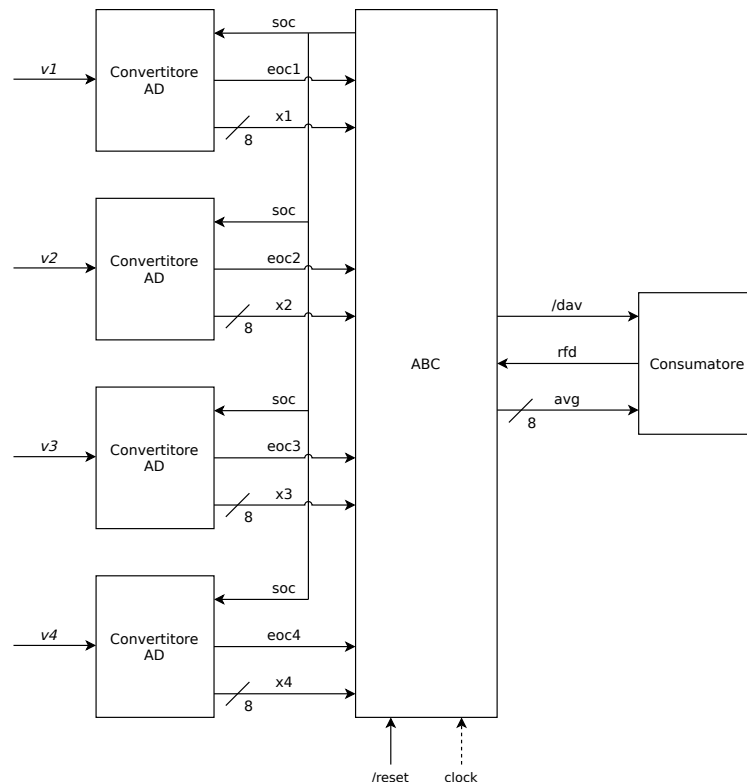 soc
v1
Convertitore
AD
eoc1
x1
8
soc
v2
Convertitore
AD
eoc2
x2
8
soc
v3
Convertitore
AD
eoc3
x3
8
soc
v4
Convertitore
AD
eoc4
x4
8
ABC
/dav
rfd
avg
8
Consumatore
/reset
clock